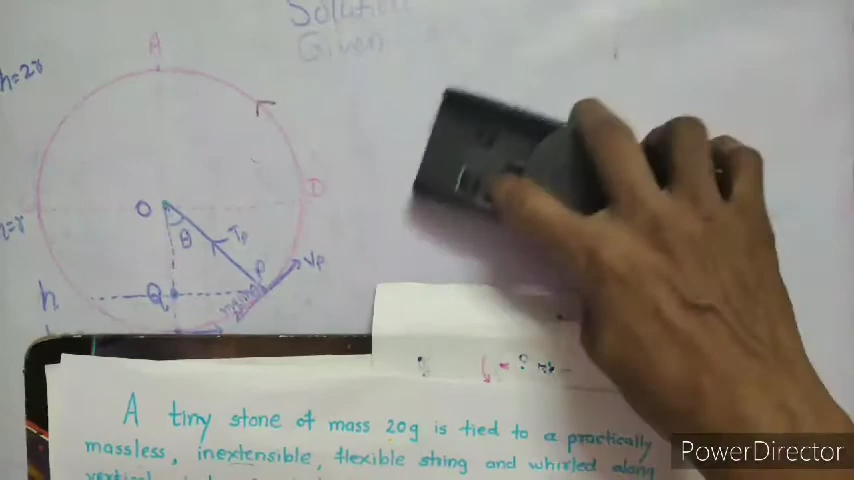 Solution
Given
A
h=2r
D
O
θ
Tp
P
Vp
h
Q
= ?
A tiny stone of mass 20g is tied to a practically
massless, inextensible, flexible string and whirled along
vertical
PowerDirector